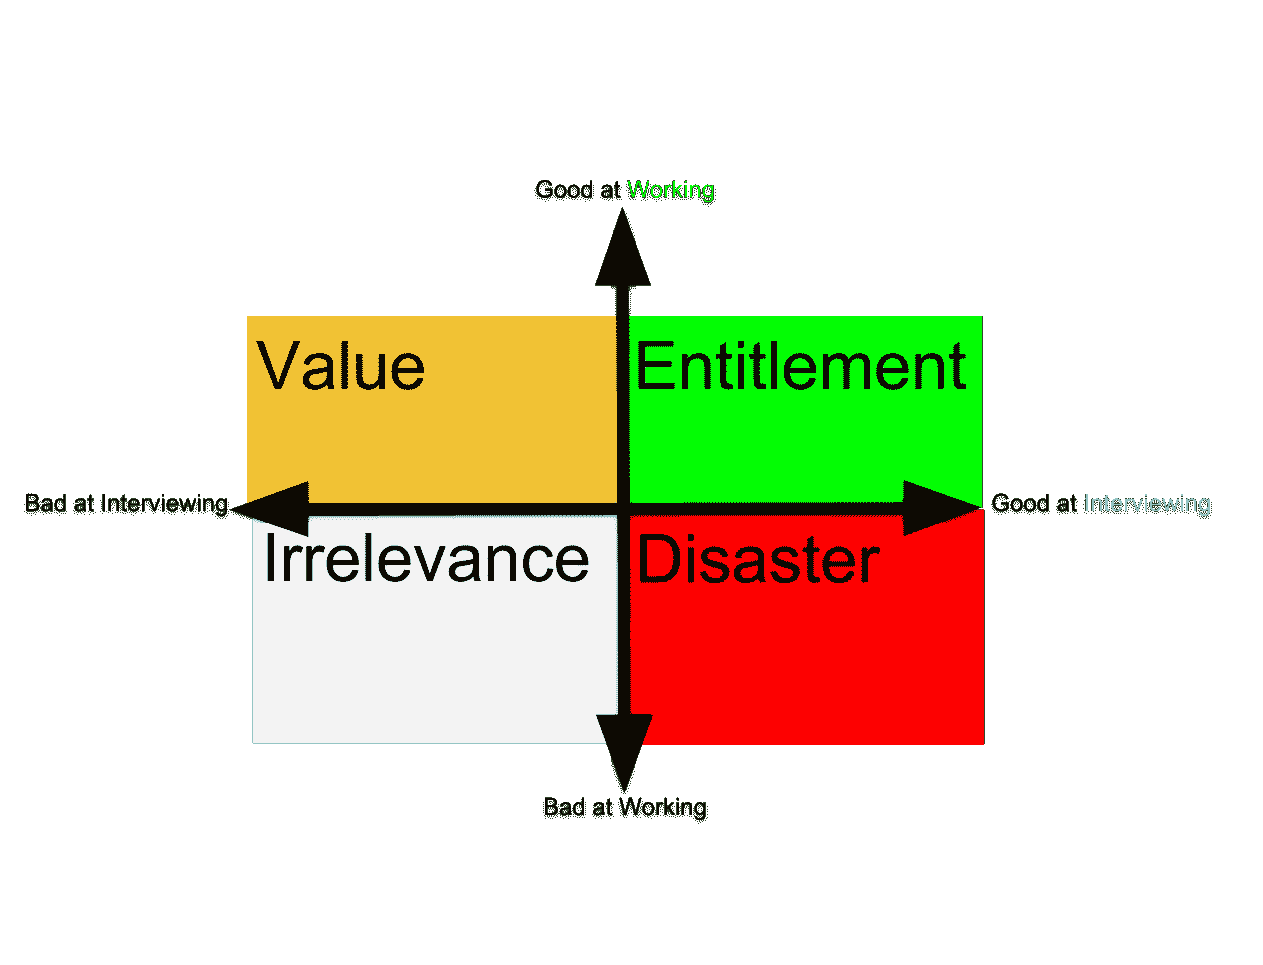 Good at Working
Value
Entitlement
Bad at Interviewing
Good at Interviewing
Irrelevance
Disaster
Bad at Working